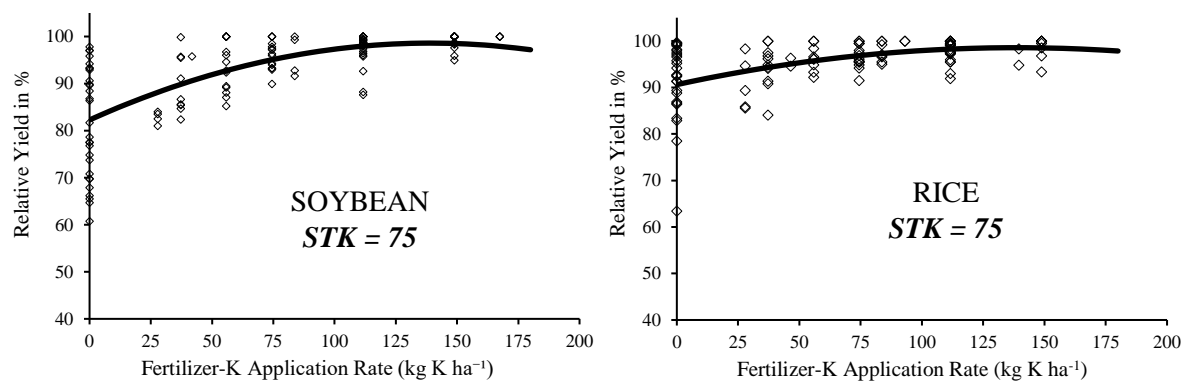 Relative Yield in %
100
90
80
70
60
50
40
SOYBEAN
STK = 75
0 25 50 75 100 125 150 175 200
Fertilizer-K Application Rate (kg K ha⁻¹)
Relative Yield in %
100
90
80
70
60
50
40
RICE
STK = 75
0 25 50 75 100 125 150 175 200
Fertilizer-K Application Rate (kg K ha⁻¹)